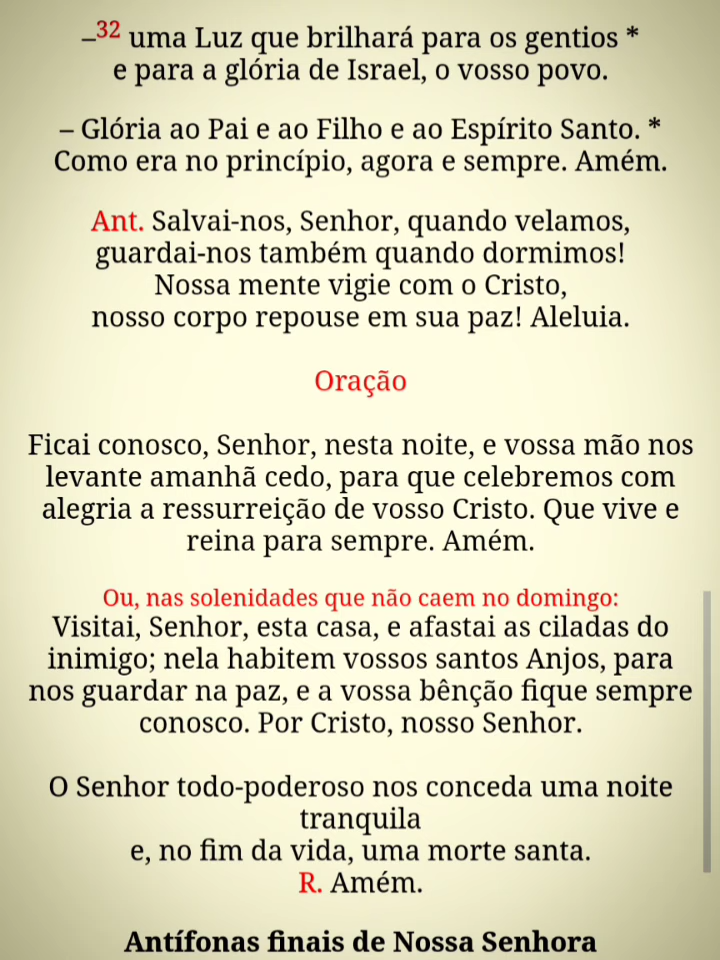 –32 uma Luz que brilhará para os gentios *
e para a glória de Israel, o vosso povo.
– Glória ao Pai e ao Filho e ao Espírito Santo. *
Como era no princípio, agora e sempre. Amém.
Ant. Salvai-nos, Senhor, quando velamos,
guardai-nos também quando dormimos!
Nossa mente vigie com o Cristo,
nosso corpo repouse em sua paz! Aleluia.
Oração
Ficai conosco, Senhor, nesta noite, e vossa mão nos
levante amanhã cedo, para que celebremos com
alegria a ressurreição de vosso Cristo. Que vive e
reina para sempre. Amém.
Ou, nas solenidades que não caem no domingo:
Visitai, Senhor, esta casa, e afastai as ciladas do
inimigo; nela habitem vossos santos Anjos, para
nos guardar na paz, e a vossa bênção fique sempre
conosco. Por Cristo, nosso Senhor.
O Senhor todo-poderoso nos conceda uma noite
tranquila
e, no fim da vida, uma morte santa.
R. Amém.
Antífonas finais de Nossa Senhora